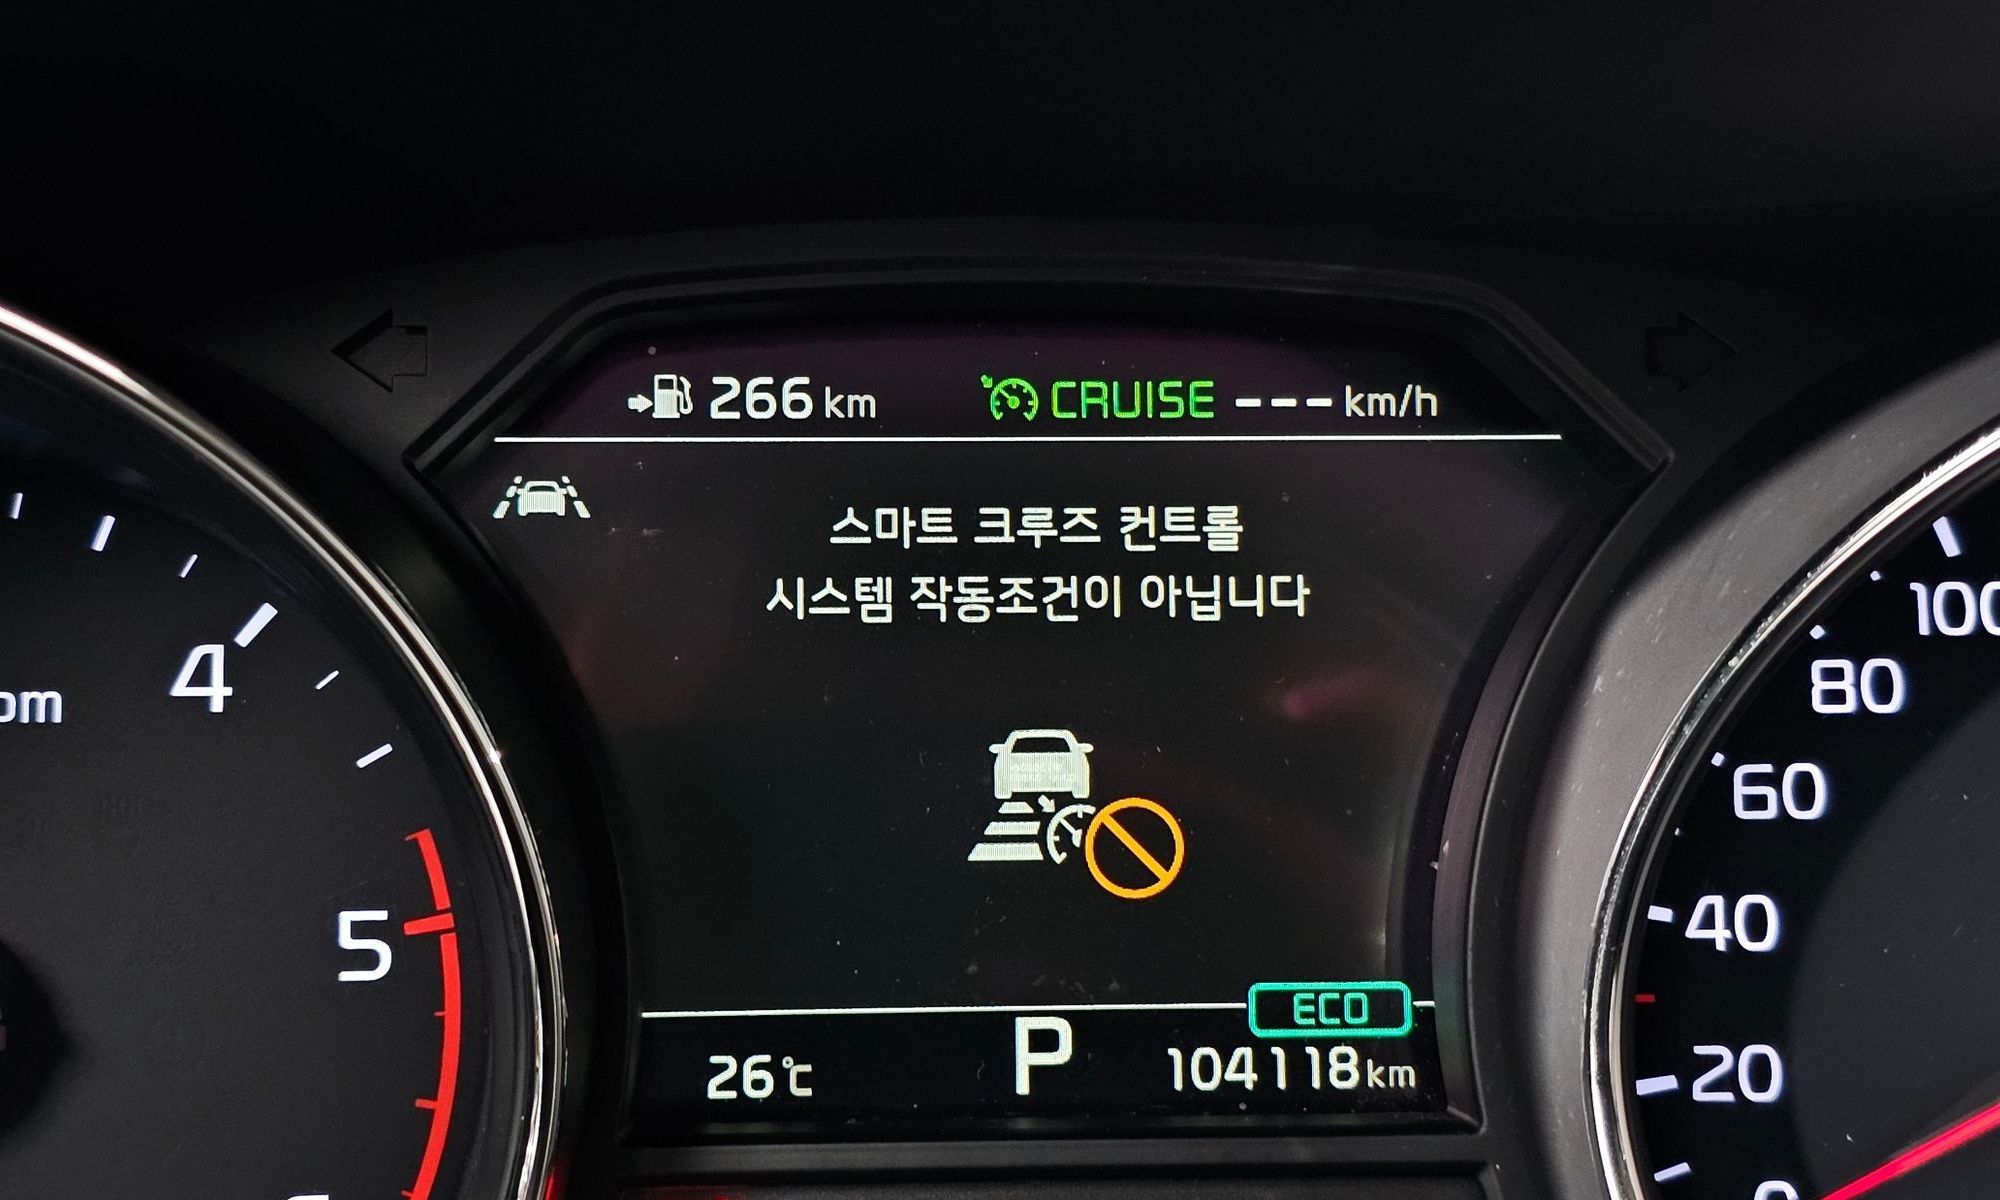 266 km
CRUISE --- km/h
스마트 크루즈 컨트롤
시스템 작동조건이 아닙니다
ECO
26℃
P
104118 km
4
5
100
80
60
40
20
0